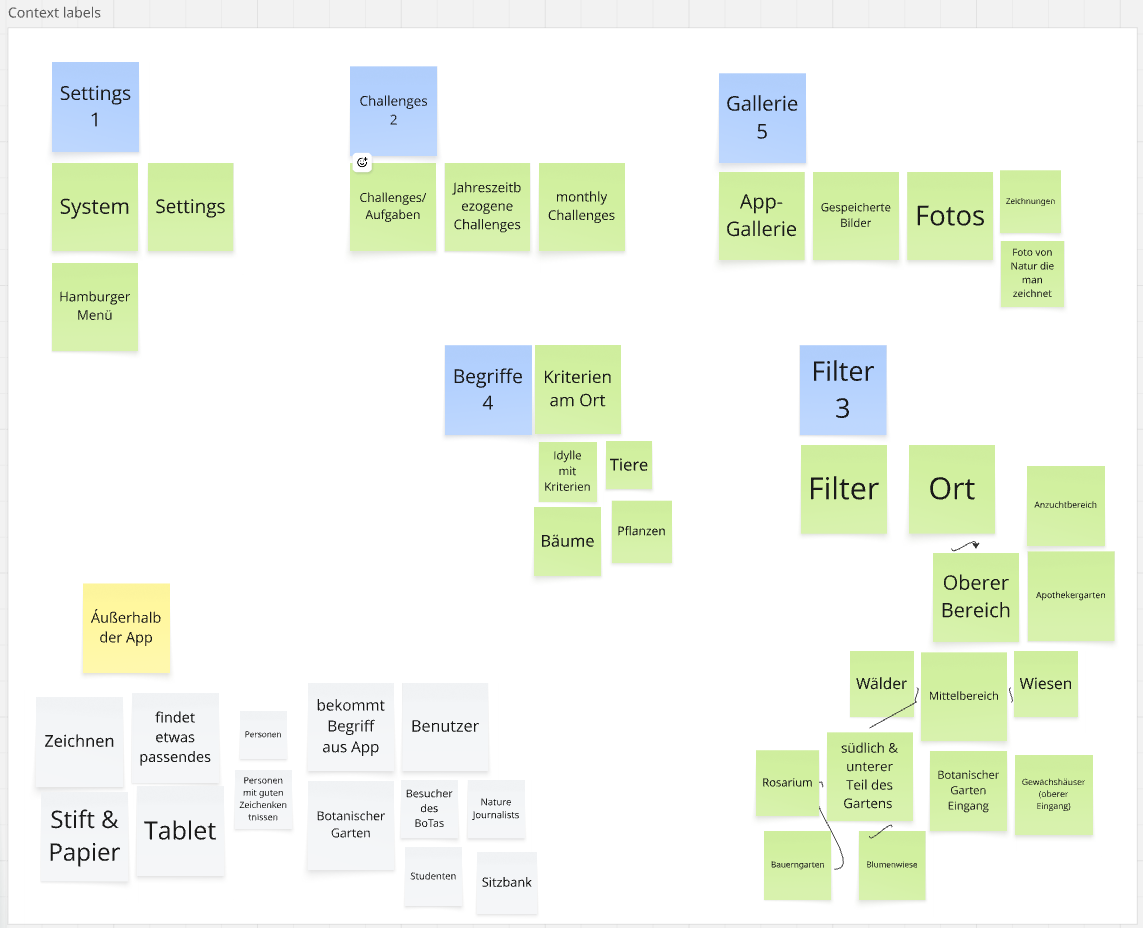 Context labels
Settings
1
System
Settings
Hamburger
Menü
Challenges
2
Challenges/
Aufgaben
Jahreszeitb
ezogene
Challenges
monthly
Challenges
Gallerie
5
App-
Gallerie
Gespeicherte
Bilder
Fotos
Zeichnungen
Foto von
Natur die
man
zeichnet
Begriffe
4
Kriterien
am Ort
Idylle
mit
Kriterien
Tiere
Bäume
Pflanzen
Filter
3
Filter
Ort
Anzuchtbereich
Oberer
Bereich
Apothekergarten
Wälder
Mittelbereich
Wiesen
südlich &
unterer
Teil des
Gartens
Rosarium
Botanischer
Garten
Eingang
Gewächshäuser
(oberer
Eingang)
Bauerngarten
Blumenwiese
Áußerhalb
der App
Zeichnen
findet
etwas
passendes
Personen
bekommt
Begriff
aus App
Benutzer
Stift &
Papier
Tablet
Personen
mit guten
Zeichenken
tnissen
Botanischer
Garten
Besucher
des
BoTas
Nature
Journalists
Studenten
Sitzbank